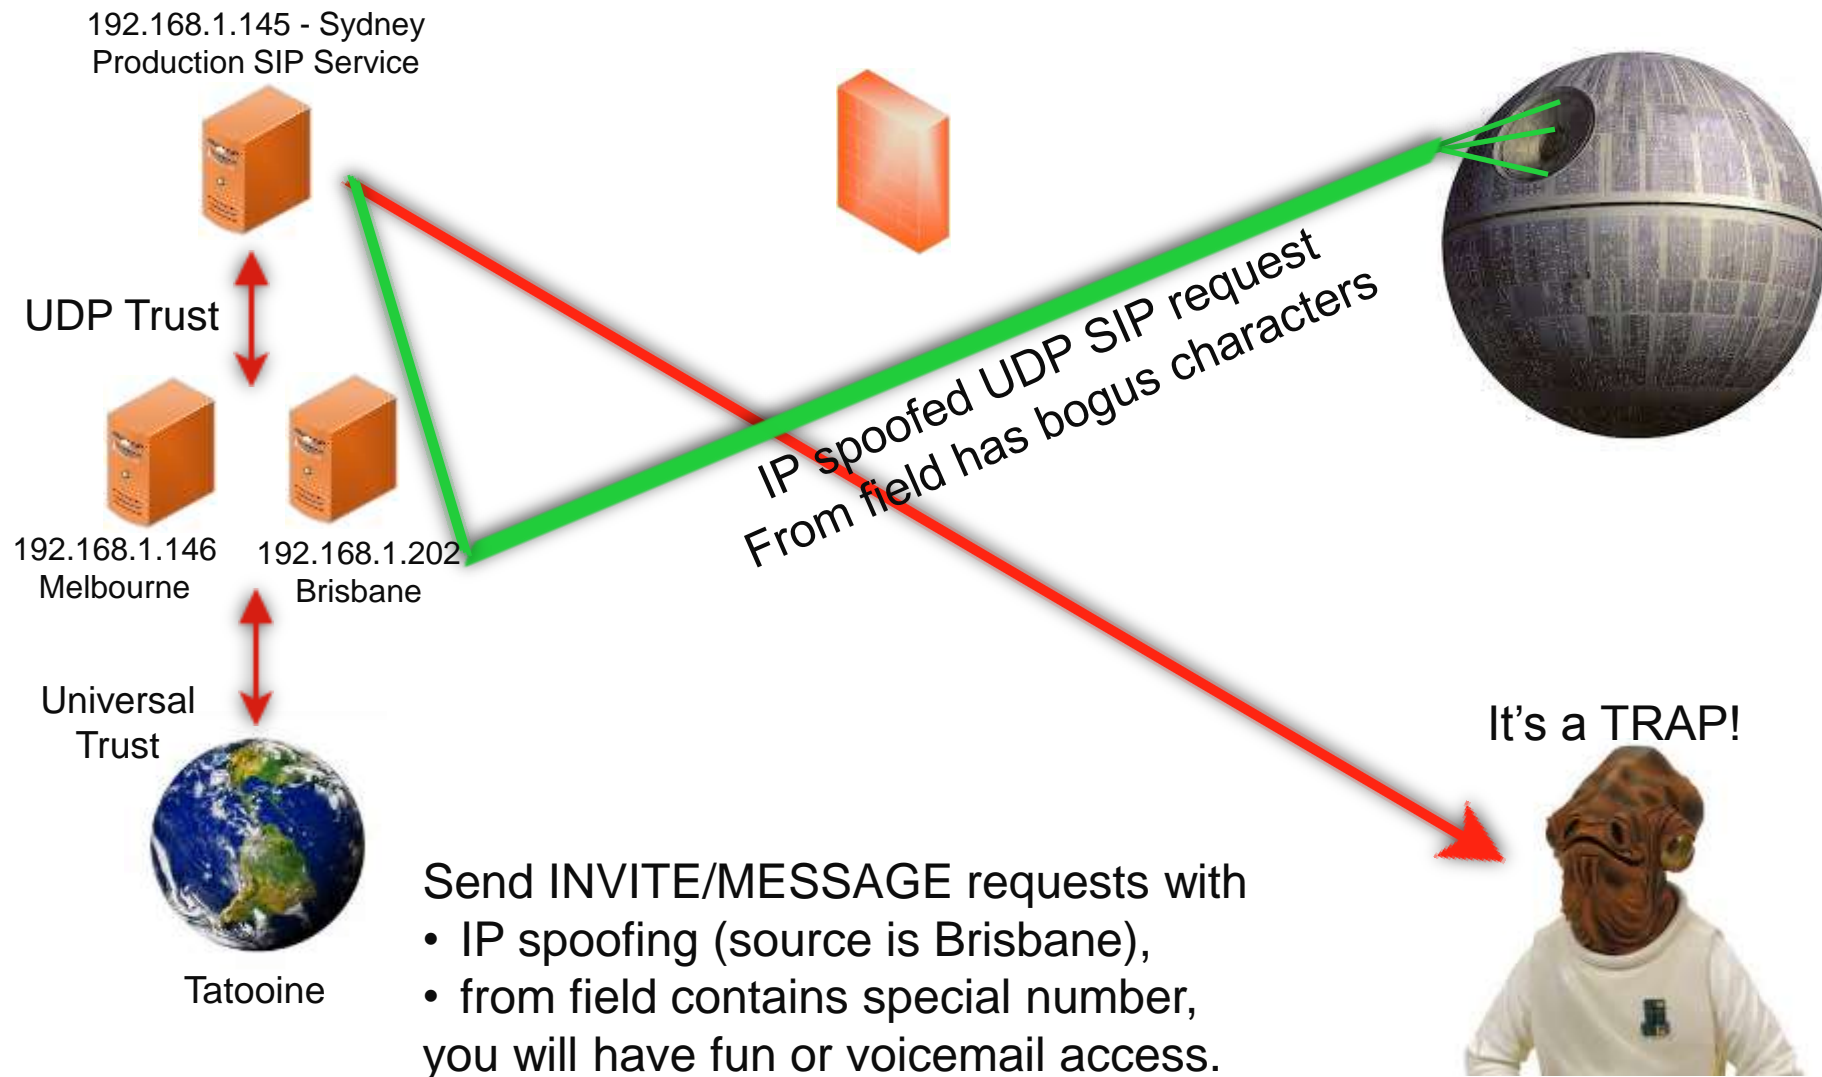 192.168.1.145 - Sydney
Production SIP Service
UDP Trust
192.168.1.146
Melbourne
192.168.1.202
Brisbane
IP spoofed UDP SIP request
From field has bogus characters
Universal
Trust
Tatooine
It’s a TRAP!
Send INVITE/MESSAGE requests with
• IP spoofing (source is Brisbane),
• from field contains special number,
you will have fun or voicemail access.